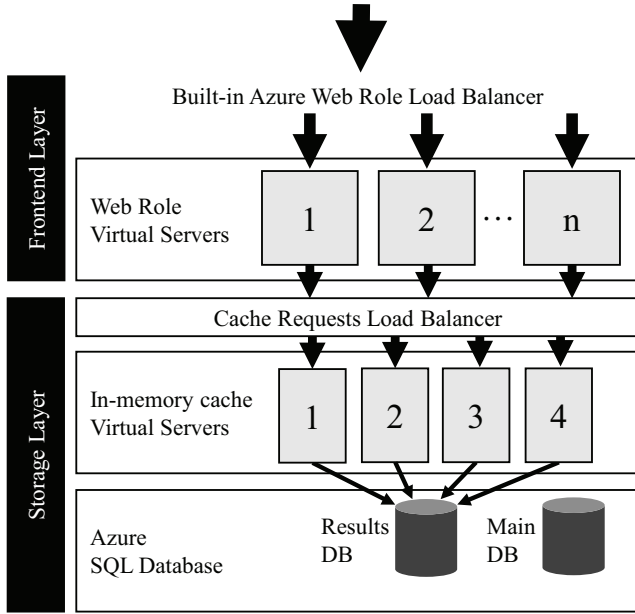 Frontend Layer
Built-in Azure Web Role Load Balancer
Web Role
Virtual Servers
1
2
...
n
Storage Layer
Cache Requests Load Balancer
In-memory cache
Virtual Servers
1
2
3
4
Azure
SQL Database
Results
DB
Main
DB